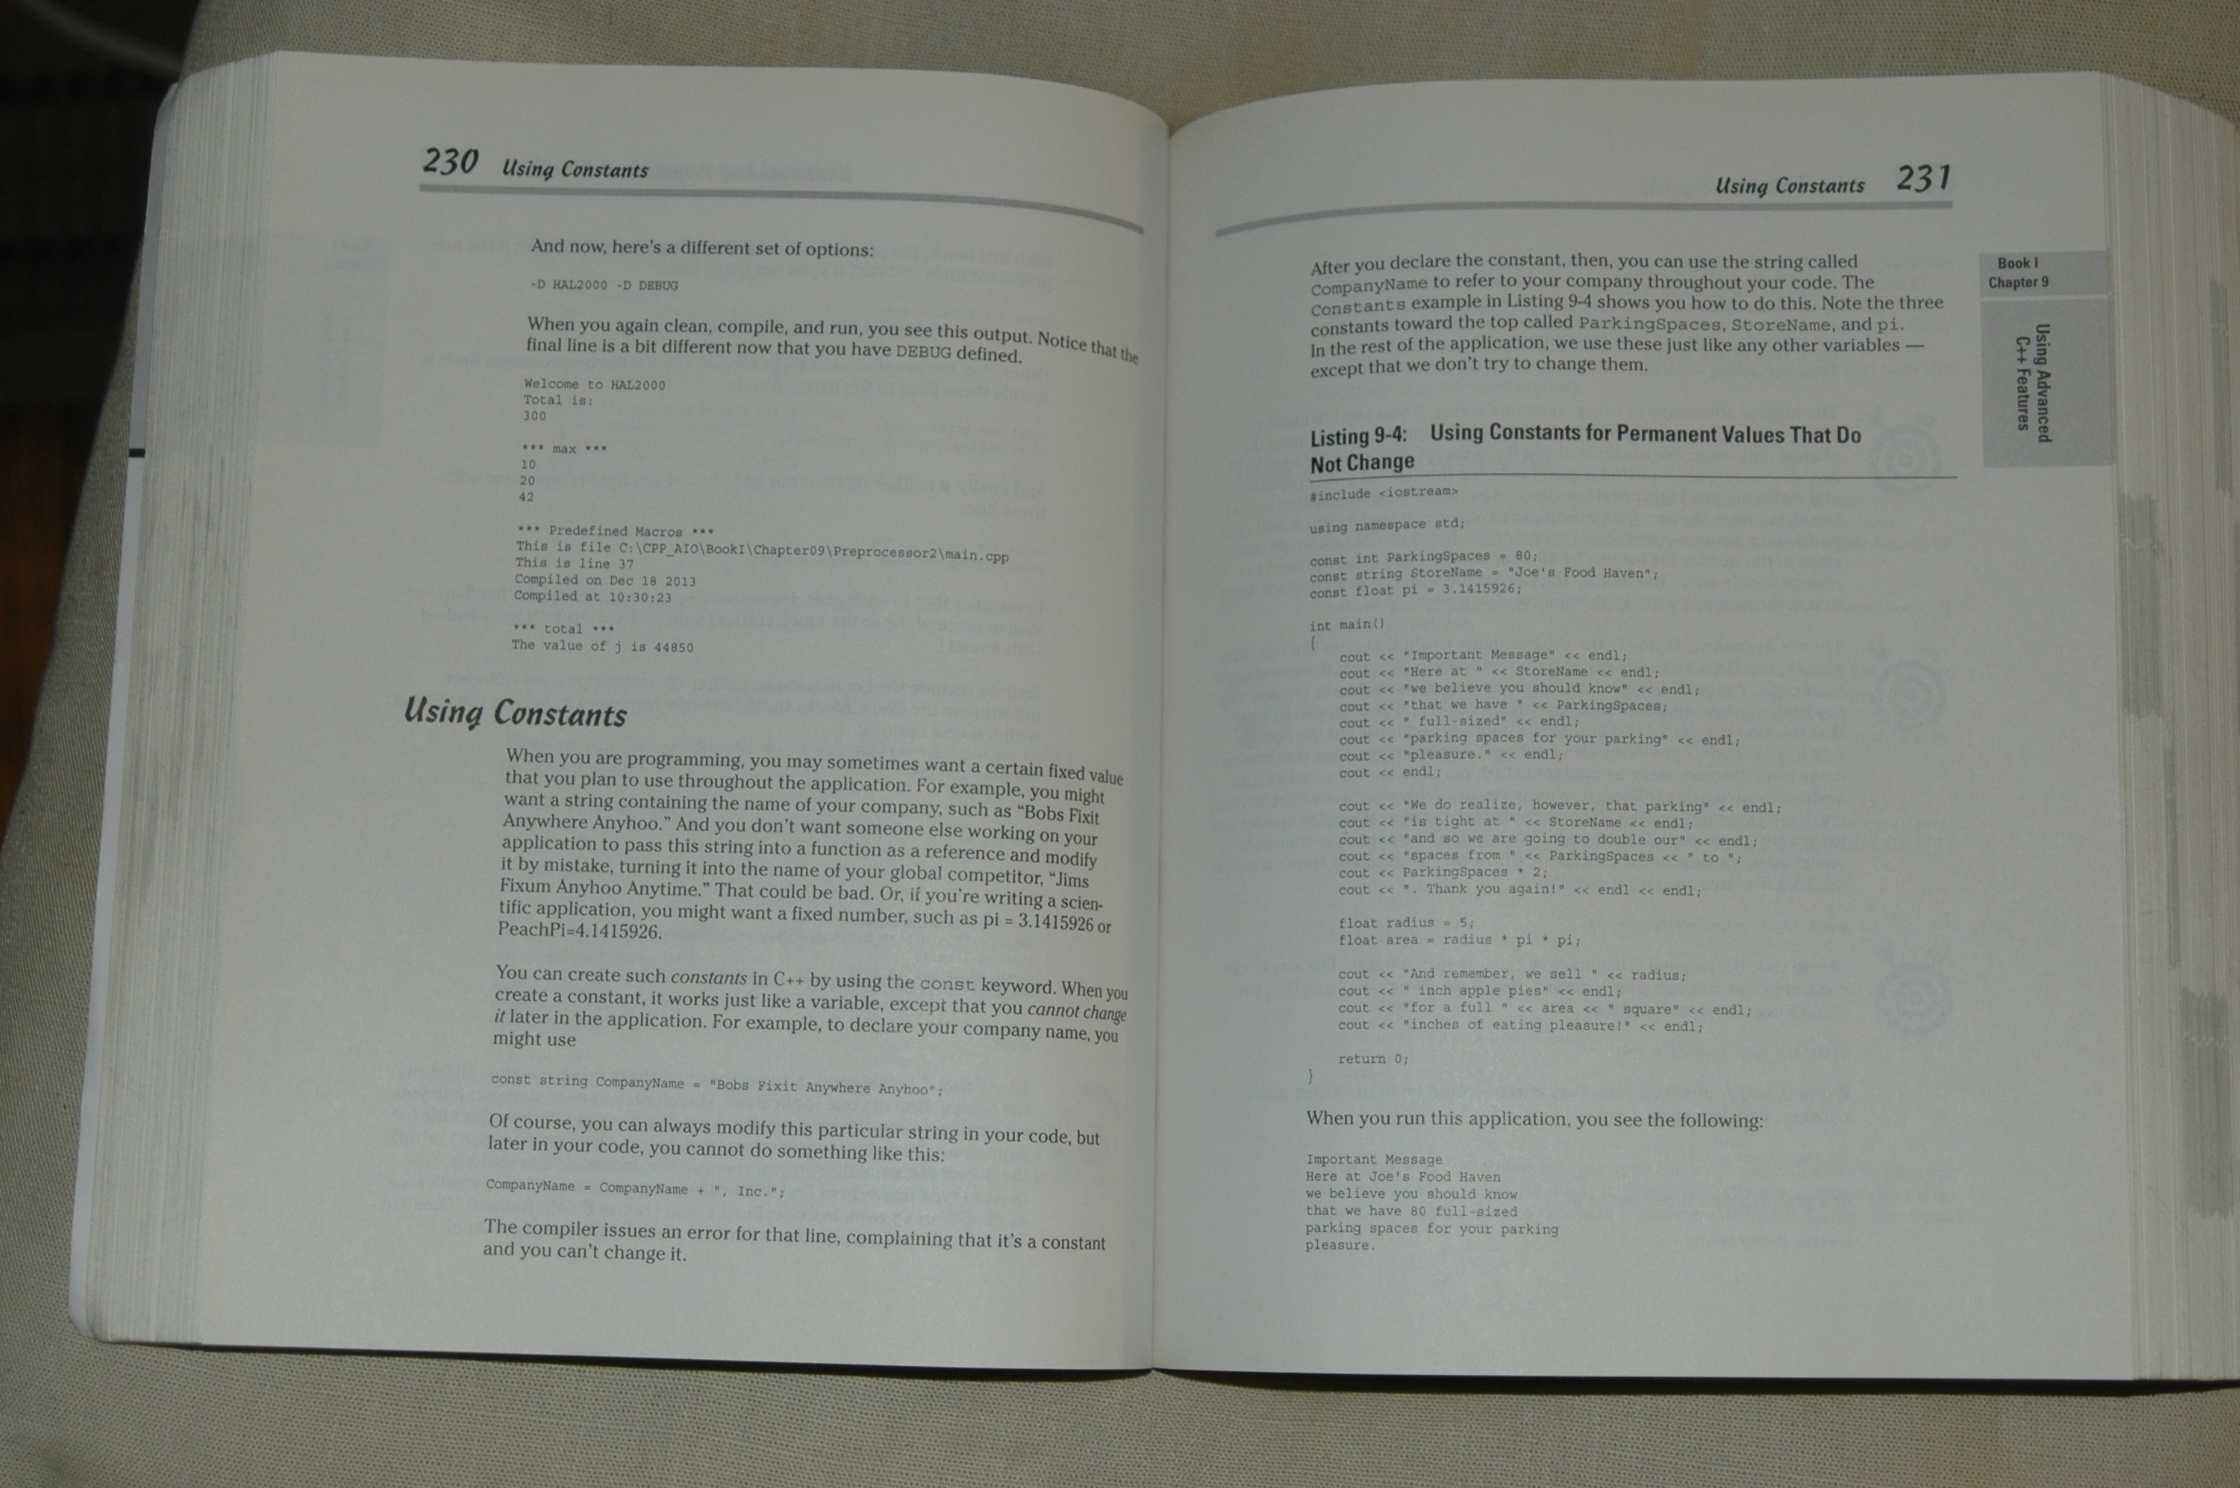 230 Using Constants
And now, here's a different set of options:
-D HAL2000 -D DEBUG
When you again clean, compile, and run, you see this output. Notice that the
final line is a bit different now that you have DEBUG defined.
Welcome to HAL2000
Total is:
300
*** max ***
10
20
42
*** Predefined Macros ***
This is file C:\CPP_AIO\BookI\Chapter09\Preprocessor2\main.cpp
This is line 37
Compiled on Dec 18 2013
Compiled at 10:30:23
*** total ***
The value of j is 44850
Using Constants
When you are programming, you may sometimes want a certain fixed value
that you plan to use throughout the application. For example, you might
want a string containing the name of your company, such as “Bobs Fixit
Anywhere Anyhoo.” And you don't want someone else working on your
application to pass this string into a function as a reference and modify
it by mistake, turning it into the name of your global competitor, “Jims
Fixum Anyhoo Anytime.” That could be bad. Or, if you're writing a scien-
tific application, you might want a fixed number, such as pi = 3.1415926 or
PeachPi=4.1415926.
You can create such constants in C++ by using the const keyword. When you
create a constant, it works just like a variable, except that you cannot change
it later in the application. For example, to declare your company name, you
might use
const string CompanyName = "Bobs Fixit Anywhere Anyhoo";
Of course, you can always modify this particular string in your code, but
later in your code, you cannot do something like this:
CompanyName = CompanyName + ", Inc.";
The compiler issues an error for that line, complaining that it's a constant
and you can't change it.
Using Constants 231
After you declare the constant, then, you can use the string called
CompanyName to refer to your company throughout your code. The
Constants example in Listing 9-4 shows you how to do this. Note the three
constants toward the top called ParkingSpaces, StoreName, and pi.
In the rest of the application, we use these just like any other variables —
except that we don't try to change them.
Listing 9-4: Using Constants for Permanent Values That Do
Not Change
#include <iostream>
using namespace std;
const int ParkingSpaces = 80;
const string StoreName = "Joe's Food Haven";
const float pi = 3.1415926;
int main()
{
cout << "Important Message" << endl;
cout << "Here at " << StoreName << endl;
cout << "we believe you should know" << endl;
cout << "that we have " << ParkingSpaces;
cout << " full-sized" << endl;
cout << "parking spaces for your parking" << endl;
cout << "pleasure." << endl;
cout << endl;
cout << "We do realize, however, that parking" << endl;
cout << "is tight at " << StoreName << endl;
cout << "and so we are going to double our" << endl;
cout << "spaces from " << ParkingSpaces << " to ";
cout << ParkingSpaces * 2;
cout << ". Thank you again!" << endl << endl;
float radius = 5;
float area = radius * pi * pi;
cout << "And remember, we sell " << radius;
cout << " inch apple pies" << endl;
cout << "for a full " << area << " square" << endl;
cout << "inches of eating pleasure!" << endl;
return 0;
}
When you run this application, you see the following:
Important Message
Here at Joe's Food Haven
we believe you should know
that we have 80 full-sized
parking spaces for your parking
pleasure.
Book I
Chapter 9
Using Advanced
C++ Features